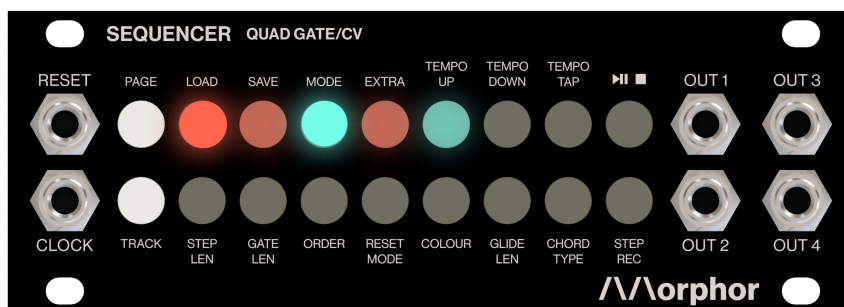 SEQUENCER QUAD GATE/CV
RESET PAGE LOAD SAVE MODE EXTRA TEMPO UP TEMPO DOWN TEMPO TAP OUT 1 OUT 3
CLOCK TRACK STEP LEN GATE LEN ORDER RESET MODE COLOUR GLIDE LEN CHORD TYPE STEP REC OUT 2 OUT 4
/\/\orphor